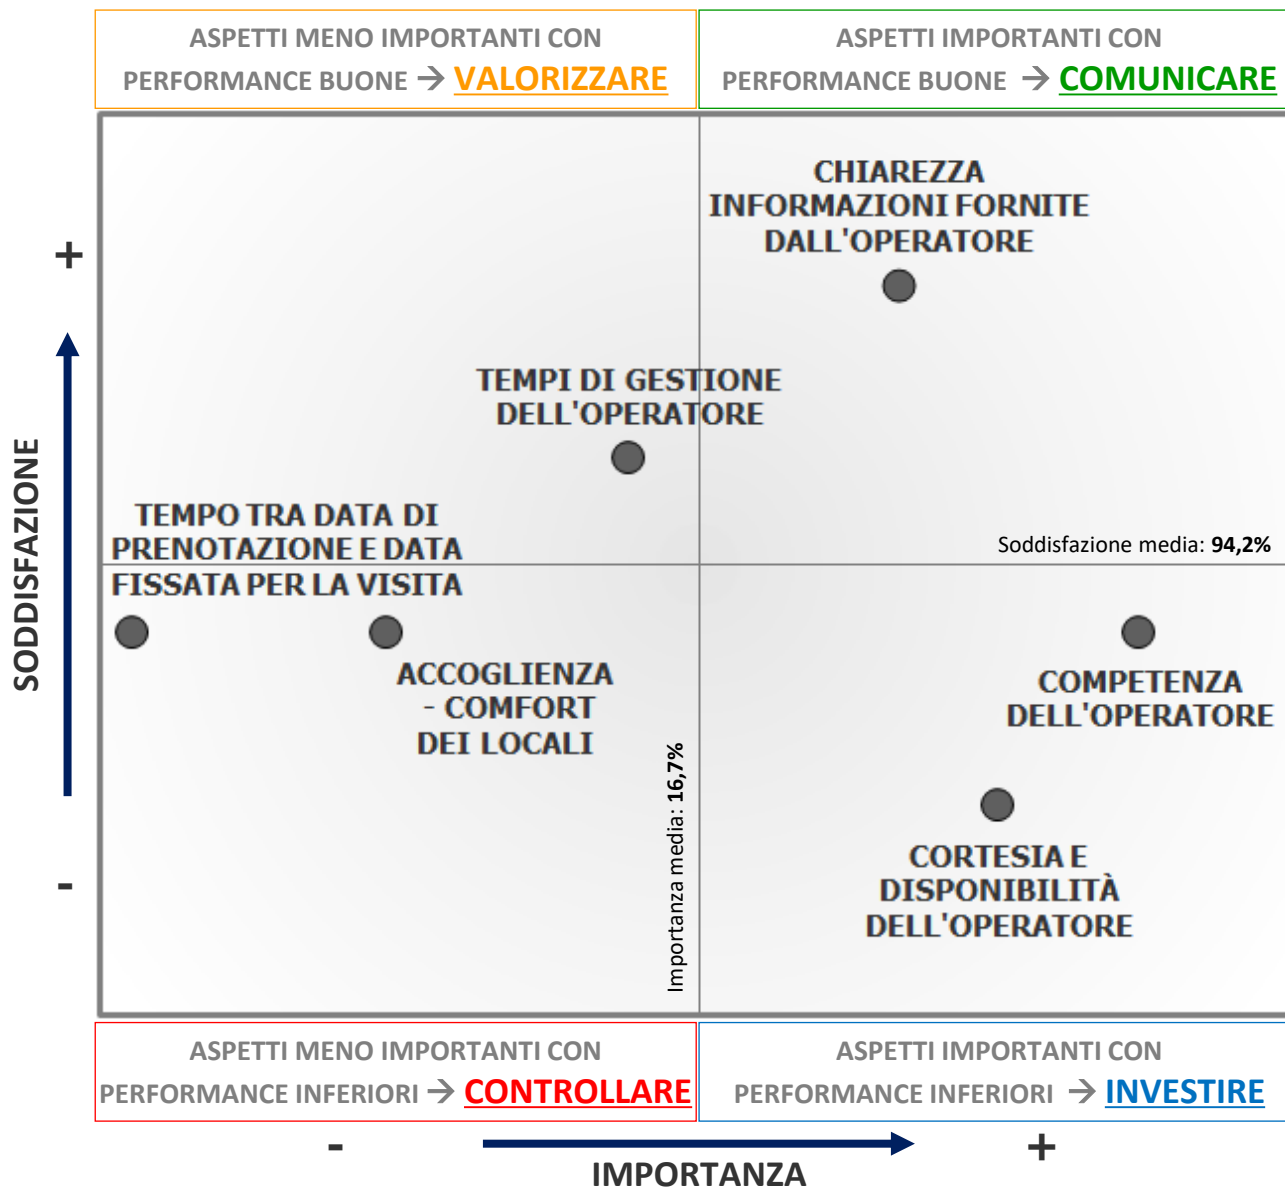 ASPETTI MENO IMPORTANTI CON
PERFORMANCE BUONE → VALORIZZARE
ASPETTI IMPORTANTI CON
PERFORMANCE BUONE → COMUNICARE
CHIAREZZA
INFORMAZIONI FORNITE
DALL'OPERATORE
+
TEMPI DI GESTIONE
DELL'OPERATORE
SODDISFAZIONE
TEMPO TRA DATA DI
PRENOTAZIONE E DATA
FISSATA PER LA VISITA
Soddisfazione media: 94,2%
ACCOGLIENZA
- COMFORT
DEI LOCALI
COMPETENZA
DELL'OPERATORE
Importanza media: 16,7%
CORTESIA E
DISPONIBILITÀ
DELL'OPERATORE
-
ASPETTI MENO IMPORTANTI CON
PERFORMANCE INFERIORI → CONTROLLARE
ASPETTI IMPORTANTI CON
PERFORMANCE INFERIORI → INVESTIRE
-
+
IMPORTANZA